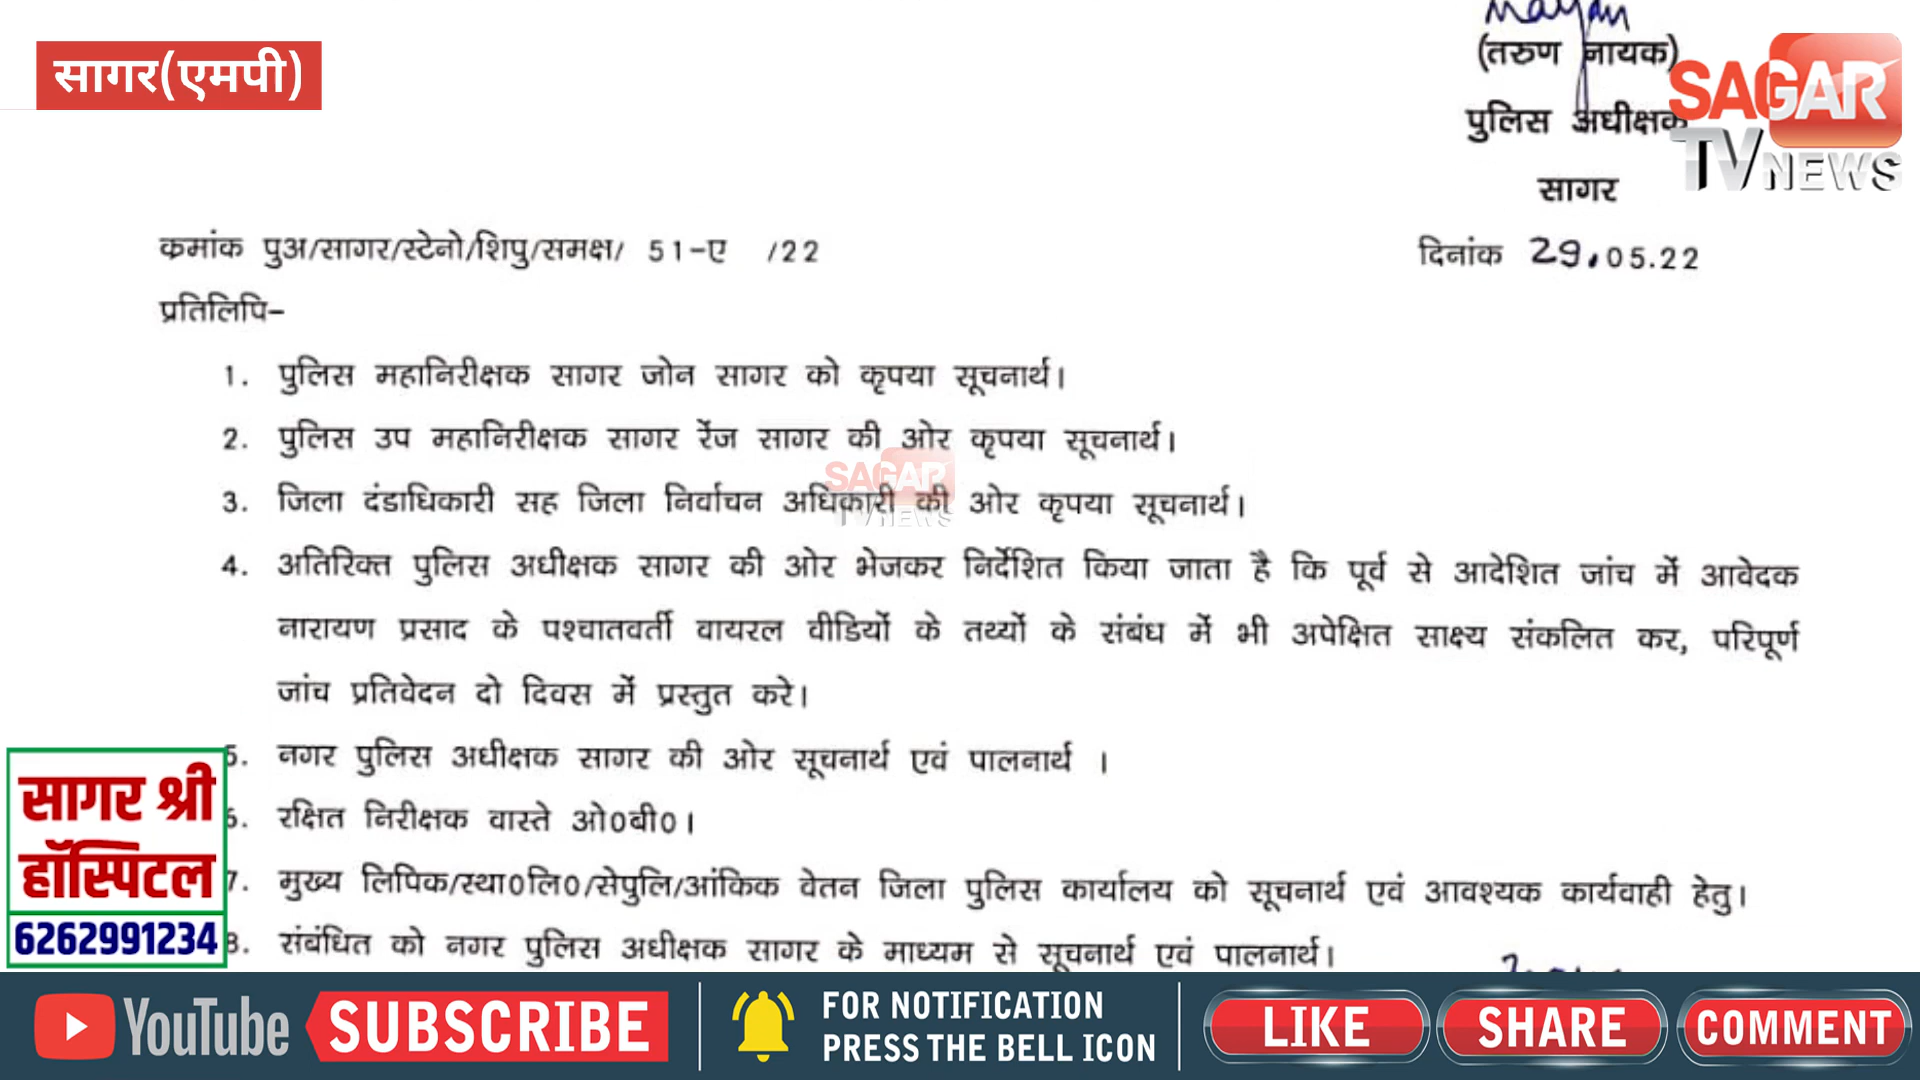 सागर(एमपी)
Nayan
(तरुण नायक)
पुलिस अधीक्षक
सागर
SAGAR
TV NEWS
क्रमांक पुअ/सागर/स्टेनो/शिपु/समक्ष/ 51-ए /22
दिनांक 29.05.22
प्रतिलिपि-
1. पुलिस महानिरीक्षक सागर जोन सागर को कृपया सूचनार्थ।
2. पुलिस उप महानिरीक्षक सागर रेंज सागर की ओर कृपया सूचनार्थ।
3. जिला दंडाधिकारी सह जिला निर्वाचन अधिकारी की ओर कृपया सूचनार्थ।
SAGAR
TV NEWS
4. अतिरिक्त पुलिस अधीक्षक सागर की ओर भेजकर निर्देशित किया जाता है कि पूर्व से आदेशित जांच में आवेदक
नारायण प्रसाद के पश्चातवर्ती वायरल वीडियों के तथ्यों के संबंध में भी अपेक्षित साक्ष्य संकलित कर, परिपूर्ण
जांच प्रतिवेदन दो दिवस में प्रस्तुत करे।
5. नगर पुलिस अधीक्षक सागर की ओर सूचनार्थ एवं पालनार्थ ।
6. रक्षित निरीक्षक वास्ते ओ0बी0।
7. मुख्य लिपिक/स्था0लि0/सेपुलि/आंकिक वेतन जिला पुलिस कार्यालय को सूचनार्थ एवं आवश्यक कार्यवाही हेतु।
8. संबंधित को नगर पुलिस अधीक्षक सागर के माध्यम से सूचनार्थ एवं पालनार्थ।
सागर श्री
हॉस्पिटल
6262991234
YouTube
SUBSCRIBE
FOR NOTIFICATION
PRESS THE BELL ICON
LIKE
SHARE
COMMENT